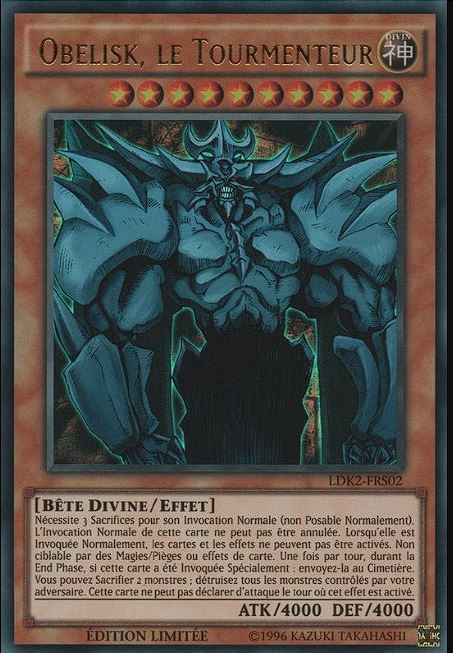 OBELISK, LE TOURMENTEUR
DIVIN
神
LDK2-FRS02
[BÊTE DIVINE/EFFET]
Nécessite 3 Sacrifices pour son Invocation Normale (non Posable Normalement).
L'Invocation Normale de cette carte ne peut pas être annulée. Lorsqu'elle est
Invoquée Normalement, les cartes et les effets ne peuvent pas être activés. Non
ciblable par des Magies/Pièges ou effets de carte. Une fois par tour, durant la
End Phase, si cette carte a été Invoquée Spécialement : envoyez-la au Cimetière.
Vous pouvez Sacrifier 2 monstres ; détruisez tous les monstres contrôlés par votre
adversaire. Cette carte ne peut pas déclarer d'attaque le tour où cet effet est activé.
ATK/4000 DEF/4000
ÉDITION LIMITÉE
©1996 KAZUKI TAKAHASHI